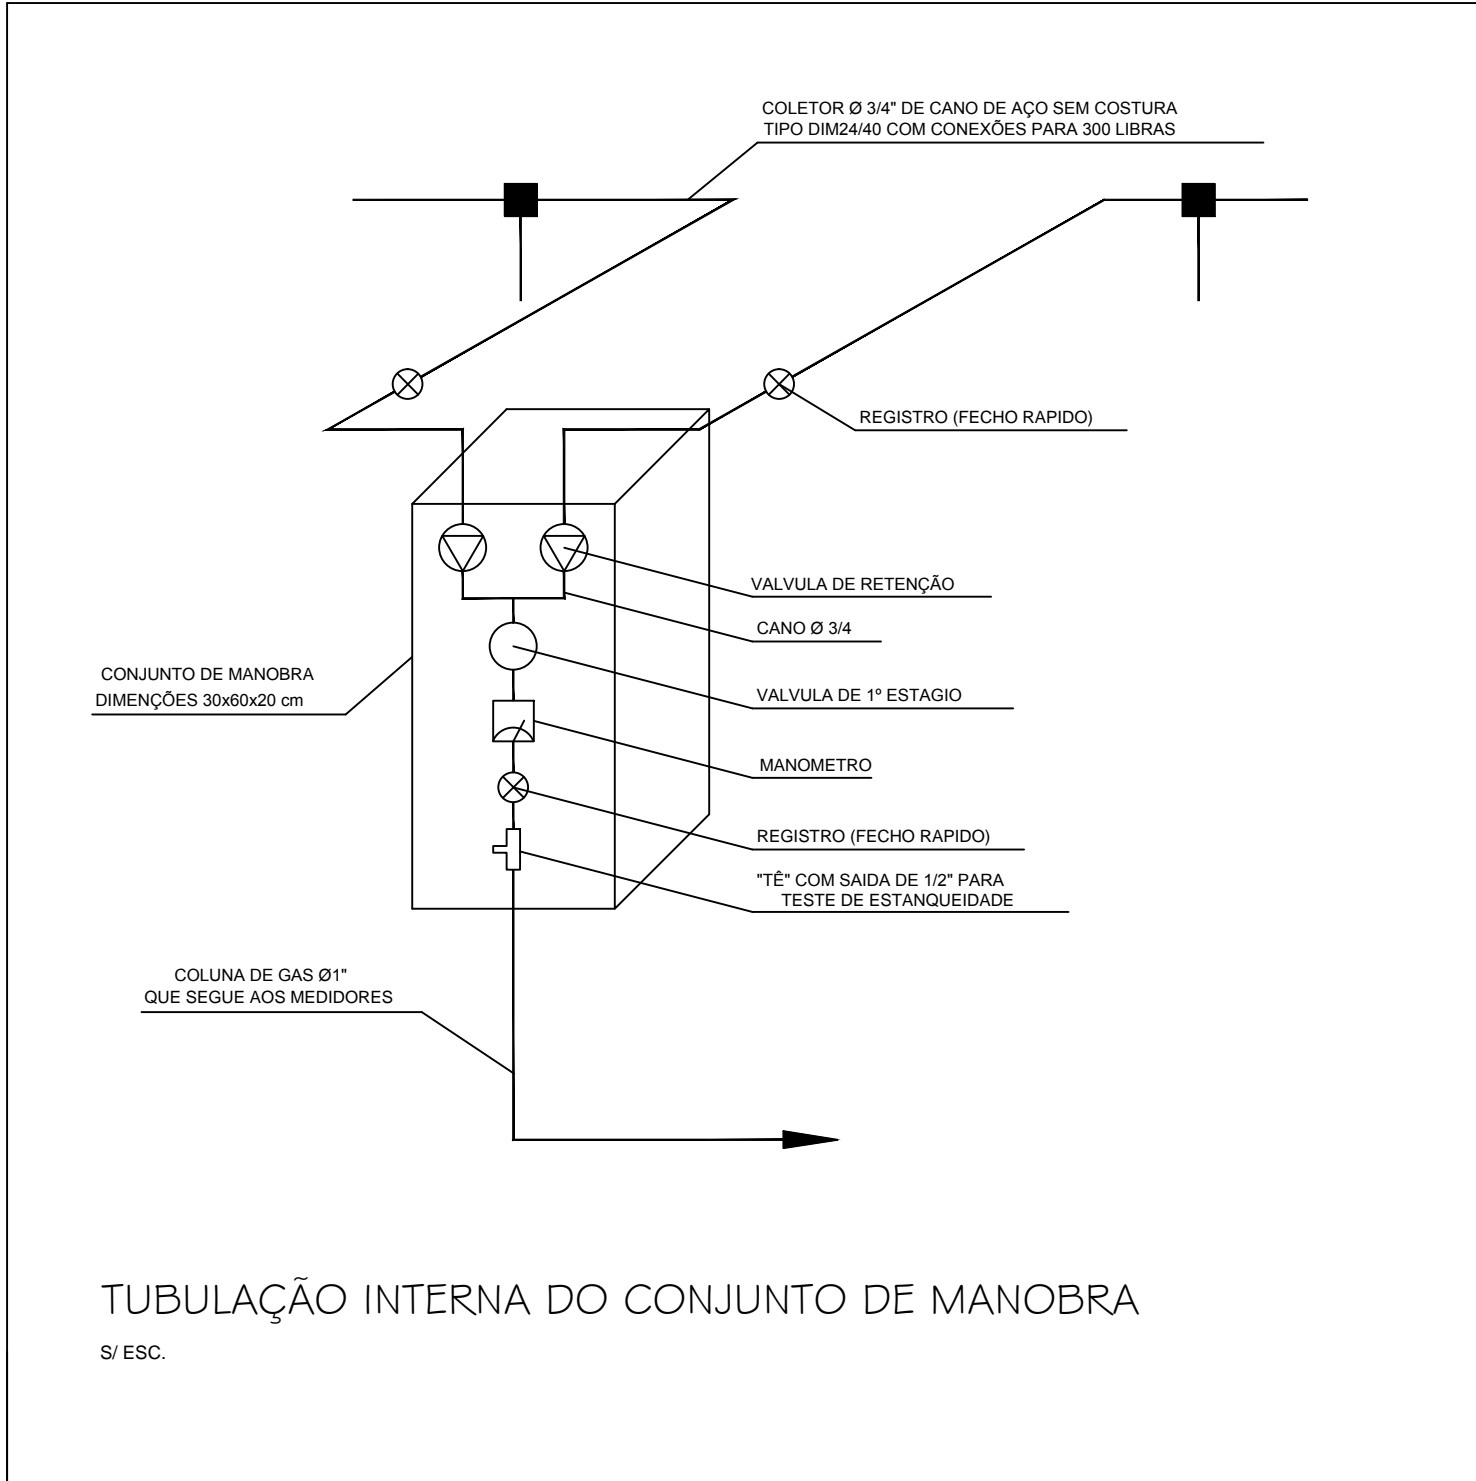 COLETOR Ø 3/4" DE CANO DE AÇO SEM COSTURA
TIPO DIM24/40 COM CONEXÕES PARA 300 LIBRAS
REGISTRO (FECHO RAPIDO)
VALVULA DE RETENÇÃO
CANO Ø 3/4
CONJUNTO DE MANOBRA
DIMENÇÕES 30x60x20 cm
VALVULA DE 1º ESTAGIO
MANOMETRO
REGISTRO (FECHO RAPIDO)
"TÊ" COM SAIDA DE 1/2" PARA
TESTE DE ESTANQUEIDADE
COLUNA DE GAS Ø1"
QUE SEGUE AOS MEDIDORES
TUBULAÇÃO INTERNA DO CONJUNTO DE MANOBRA
S/ ESC.